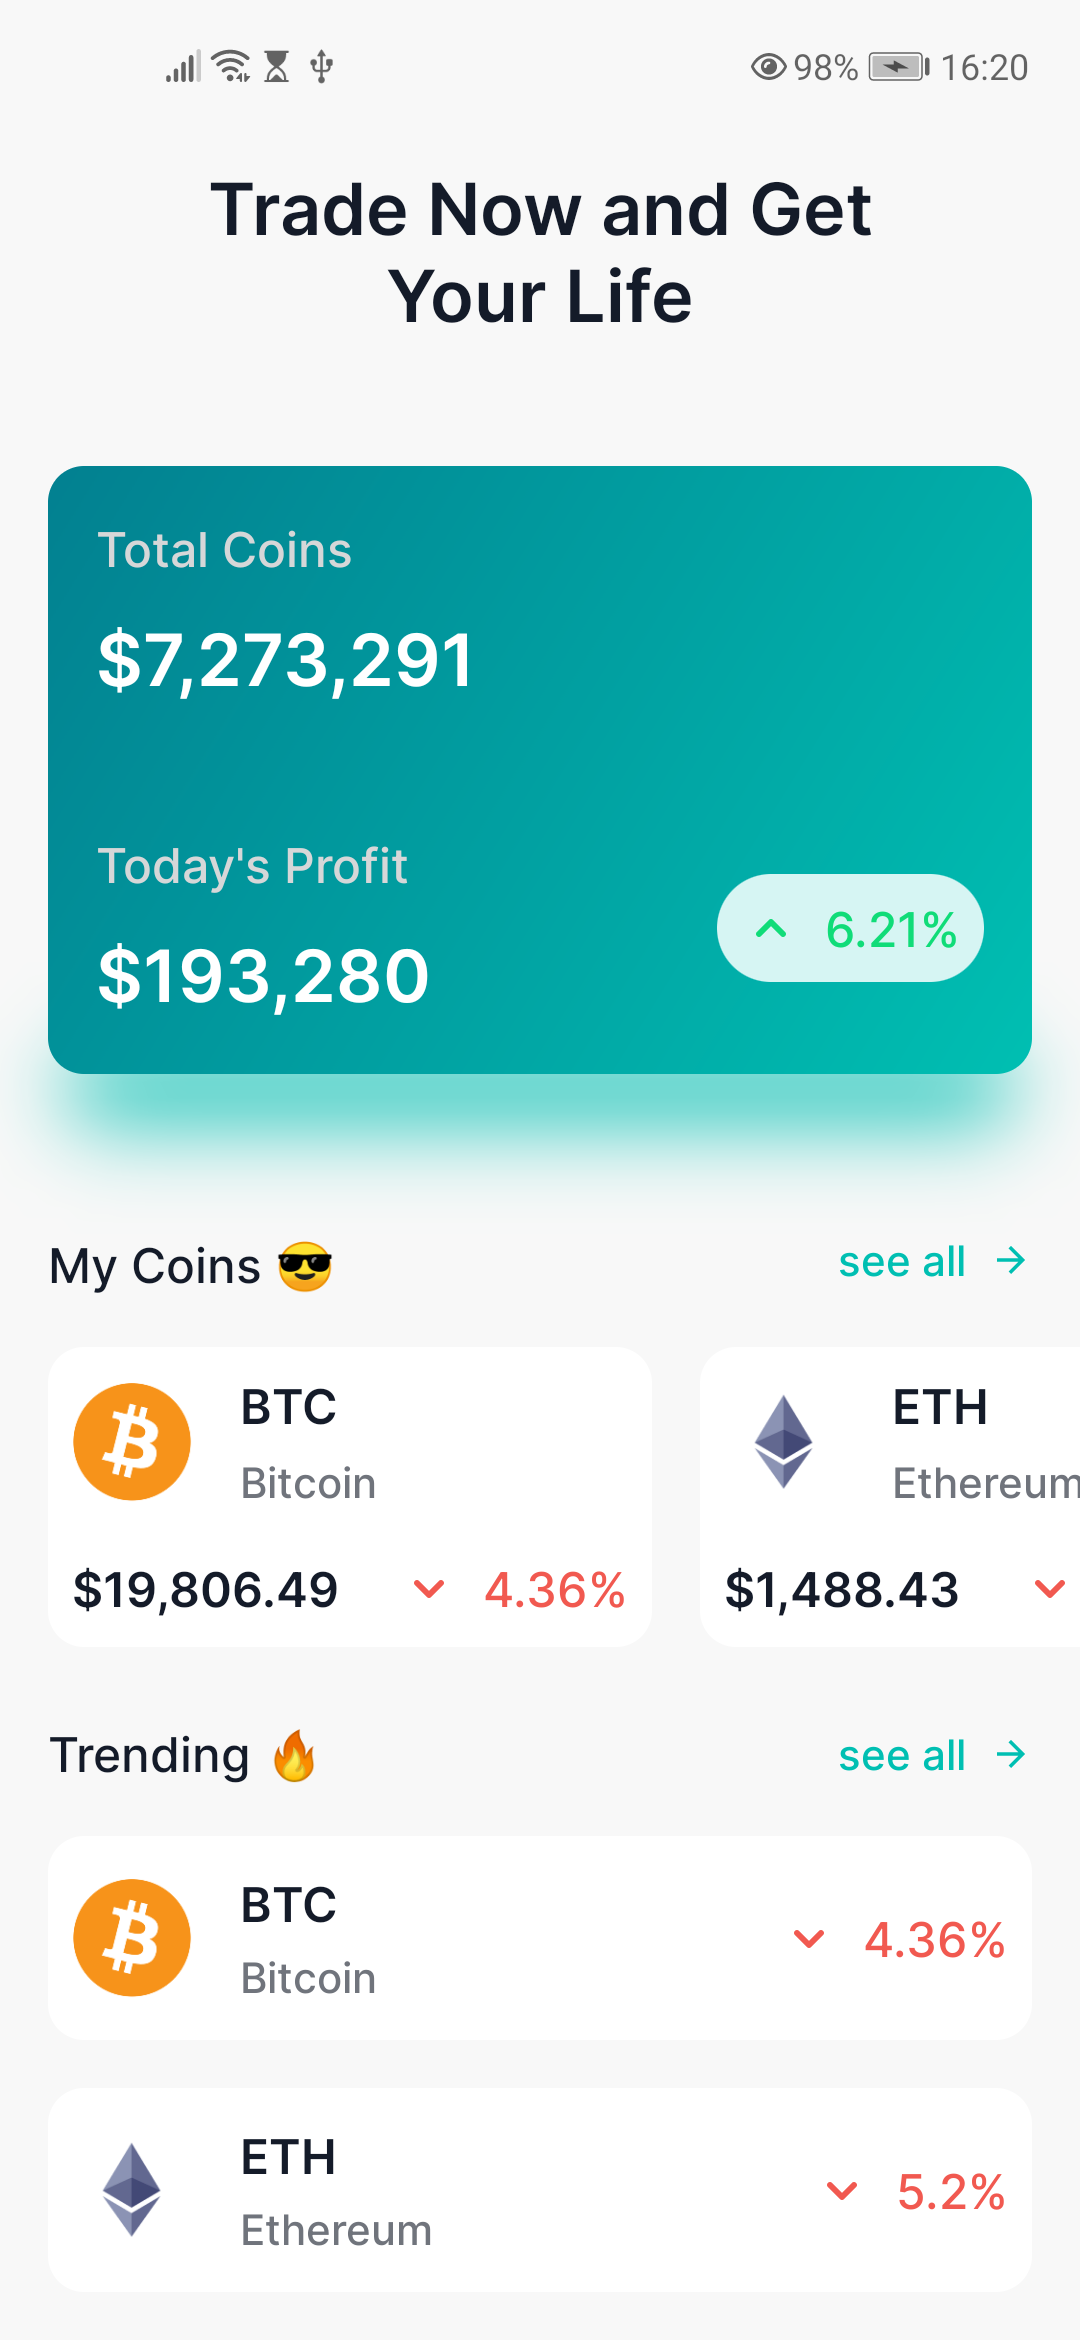 98% 16:20
Trade Now and Get
Your Life
Total Coins
$7,273,291
Today's Profit
$193,280
6.21%
My Coins 😎
see all →
BTC
Bitcoin
$19,806.49
4.36%
ETH
Ethereum
$1,488.43
Trending 🔥
see all →
BTC
Bitcoin
4.36%
ETH
Ethereum
5.2%